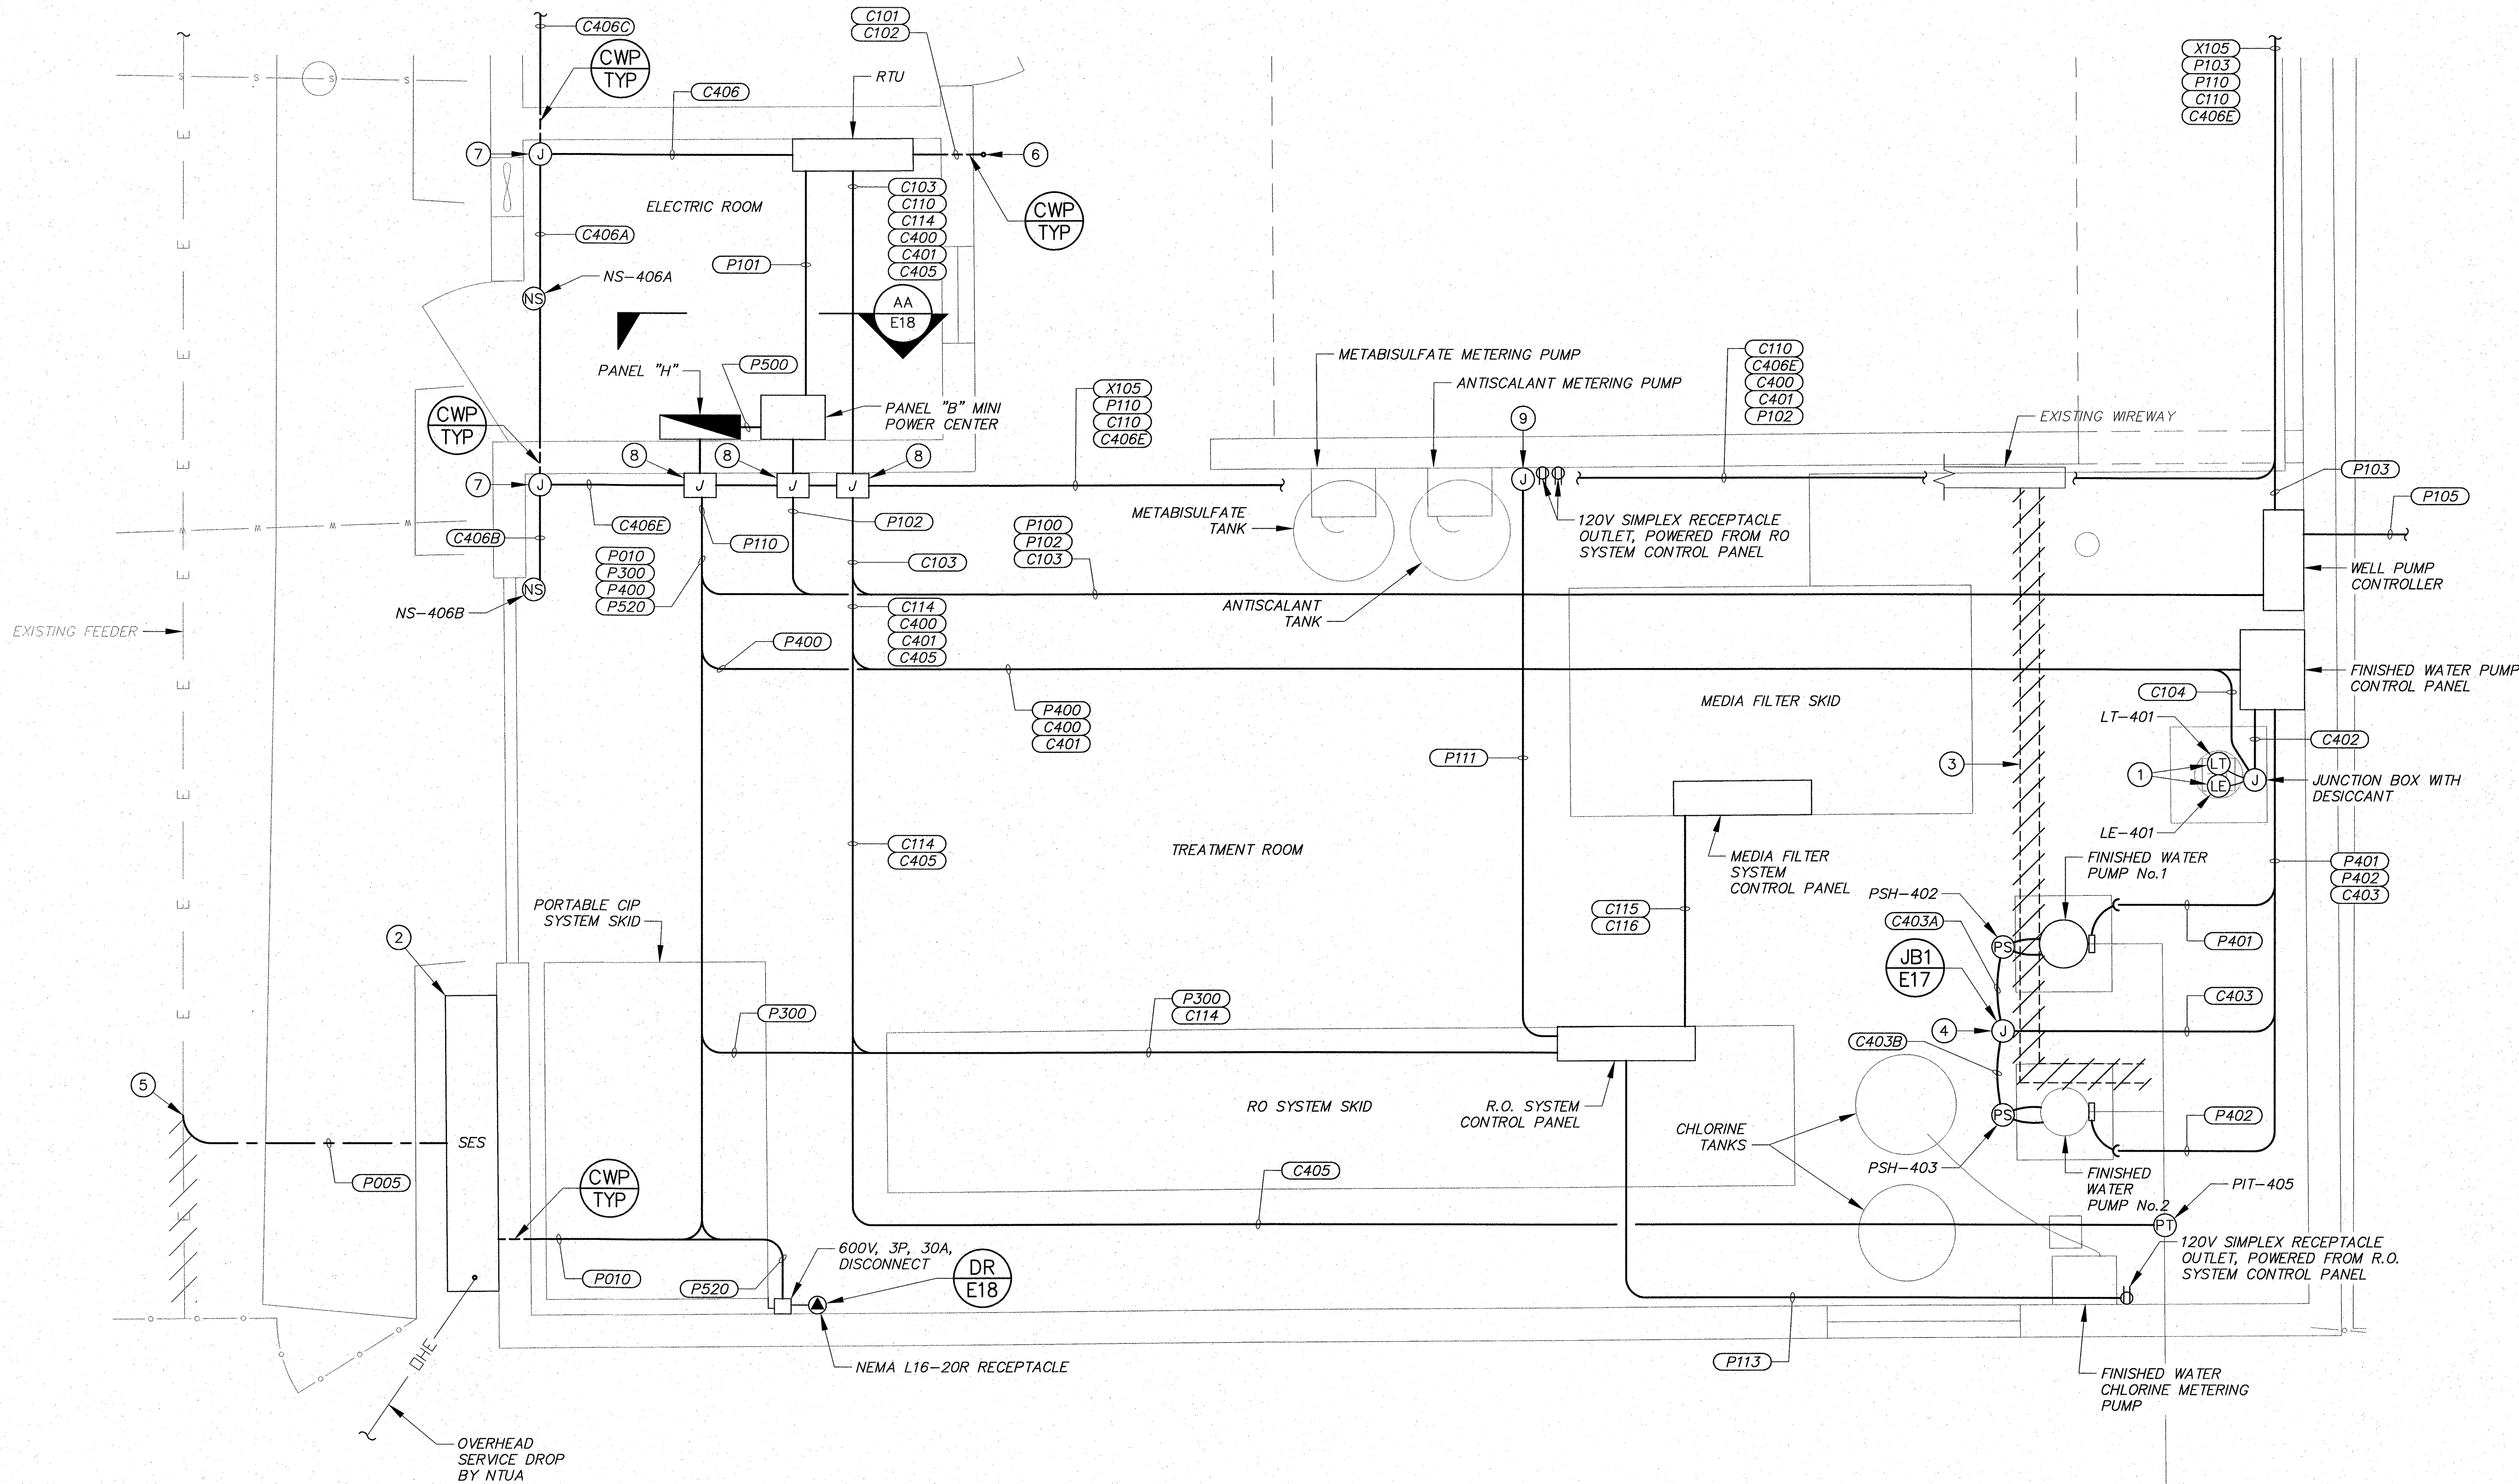 C406C
C101
C102
CWP
TYP
RTU
X105
P103
P110
C110
C406E
S
S
S
S
C406
7
J
6
C103
C110
C114
C400
C401
C405
CWP
TYP
ELECTRIC ROOM
C406A
P101
NS-406A
NS
AA
E18
PANEL "H"
P500
METABISULFATE METERING PUMP
C110
C406E
C400
C401
P102
ANTISCALANT METERING PUMP
X105
P110
C110
C406E
PANEL "B" MINI
POWER CENTER
CWP
TYP
9
EXISTING WIREWAY
8
8
8
P103
7
J
J
J
J
J
P105
METABISULFATE
TANK
120V SIMPLEX RECEPTACLE
OUTLET, POWERED FROM RO
SYSTEM CONTROL PANEL
C406E
P102
P100
P102
C103
W
W
W
C406B
P110
P010
P300
P400
P520
C103
WELL PUMP
CONTROLLER
NS
NS-406B
C114
C400
C401
C405
ANTISCALANT
TANK
EXISTING FEEDER
P400
FINISHED WATER PUMP
CONTROL PANEL
C104
P400
C400
C401
MEDIA FILTER SKID
LT-401
C402
P111
3
1
LT
LE
J
JUNCTION BOX WITH
DESICCANT
LE-401
C114
C405
TREATMENT ROOM
MEDIA FILTER
SYSTEM
CONTROL PANEL
FINISHED WATER
PUMP No.1
P401
P402
C403
PSH-402
C403A
PORTABLE CIP
SYSTEM SKID
C115
C116
2
PS
P401
JB1
E17
P300
P300
C114
C403
4
J
C403B
5
RO SYSTEM SKID
R.O. SYSTEM
CONTROL PANEL
SES
CHLORINE
TANKS
PS
P402
PSH-403
P005
CWP
TYP
C405
FINISHED
WATER
PUMP No.2
PIT-405
PT
120V SIMPLEX RECEPTACLE
OUTLET, POWERED FROM R.O.
SYSTEM CONTROL PANEL
P010
P520
600V, 3P, 30A,
DISCONNECT
DR
E18
OHE
NEMA L16-20R RECEPTACLE
P113
FINISHED WATER
CHLORINE METERING
PUMP
OVERHEAD
SERVICE DROP
BY NTUA
E
E
E
E
E
E
E
E
E
E